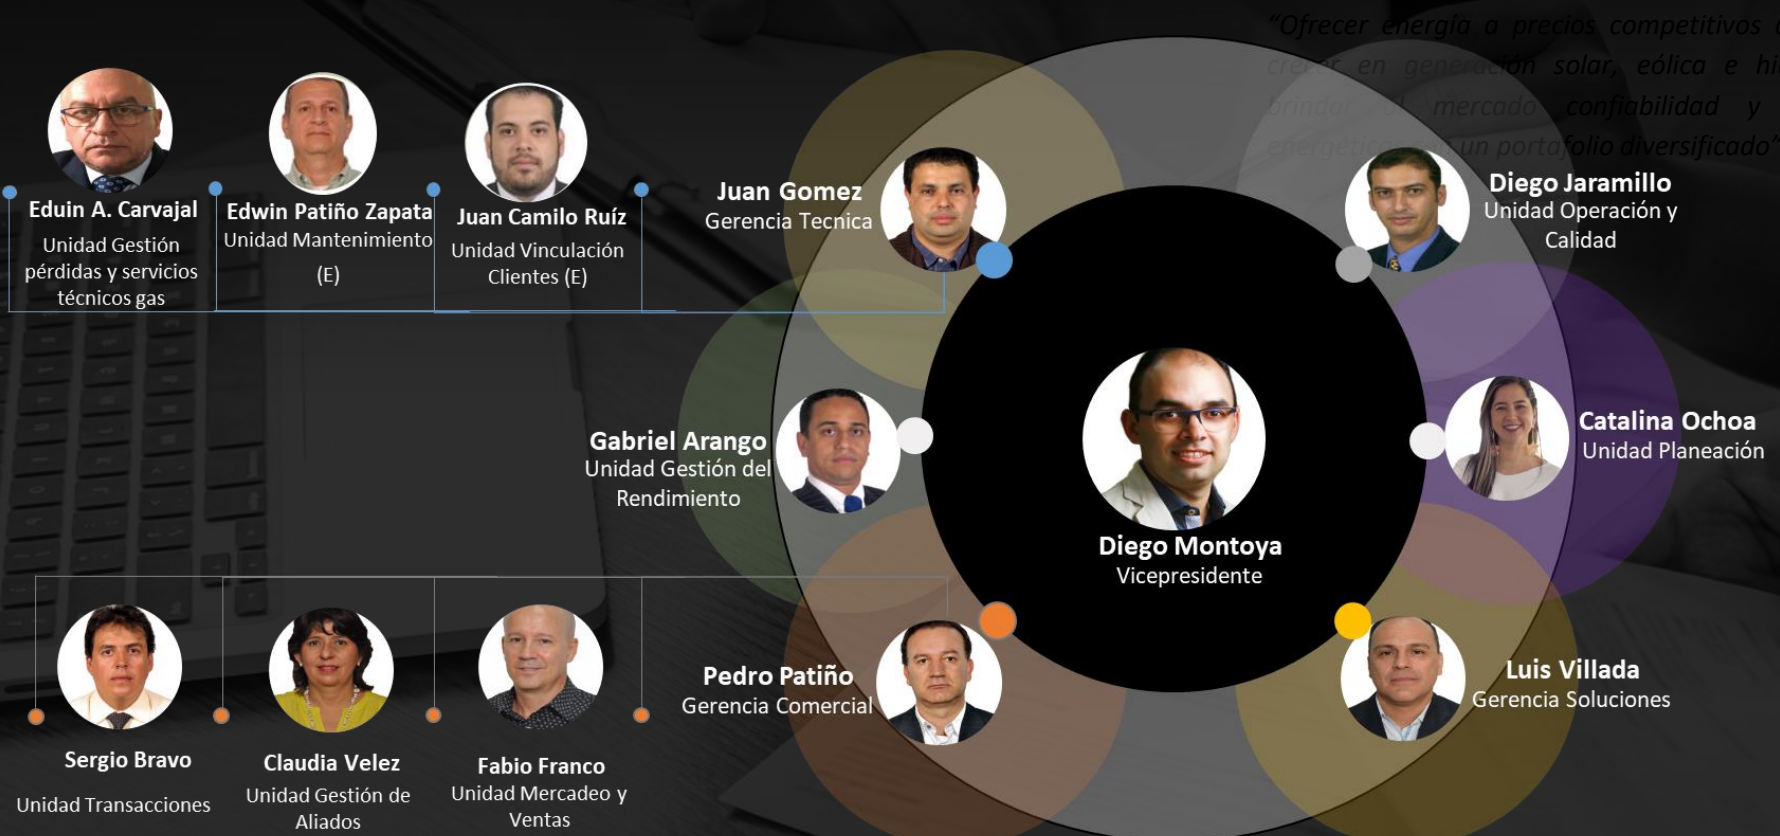 “Ofrecer energía a precios competitivos
crecer en generación solar, eólica e
brindar al mercado confiabilidad y
un portafolio diversificado”
Eduin A. Carvajal
Unidad Gestión
pérdidas y servicios
técnicos gas
Edwin Patiño Zapata
Unidad Mantenimiento
(E)
Juan Camilo Ruíz
Unidad Vinculación
Clientes (E)
Juan Gomez
Gerencia Tecnica
Diego Jaramillo
Unidad Operación y
Calidad
Gabriel Arango
Unidad Gestión del
Rendimiento
Catalina Ochoa
Unidad Planeación
Diego Montoya
Vicepresidente
Pedro Patiño
Gerencia Comercial
Luis Villada
Gerencia Soluciones
Sergio Bravo
Unidad Transacciones
Claudia Velez
Unidad Gestión de
Aliados
Fabio Franco
Unidad Mercadeo y
Ventas